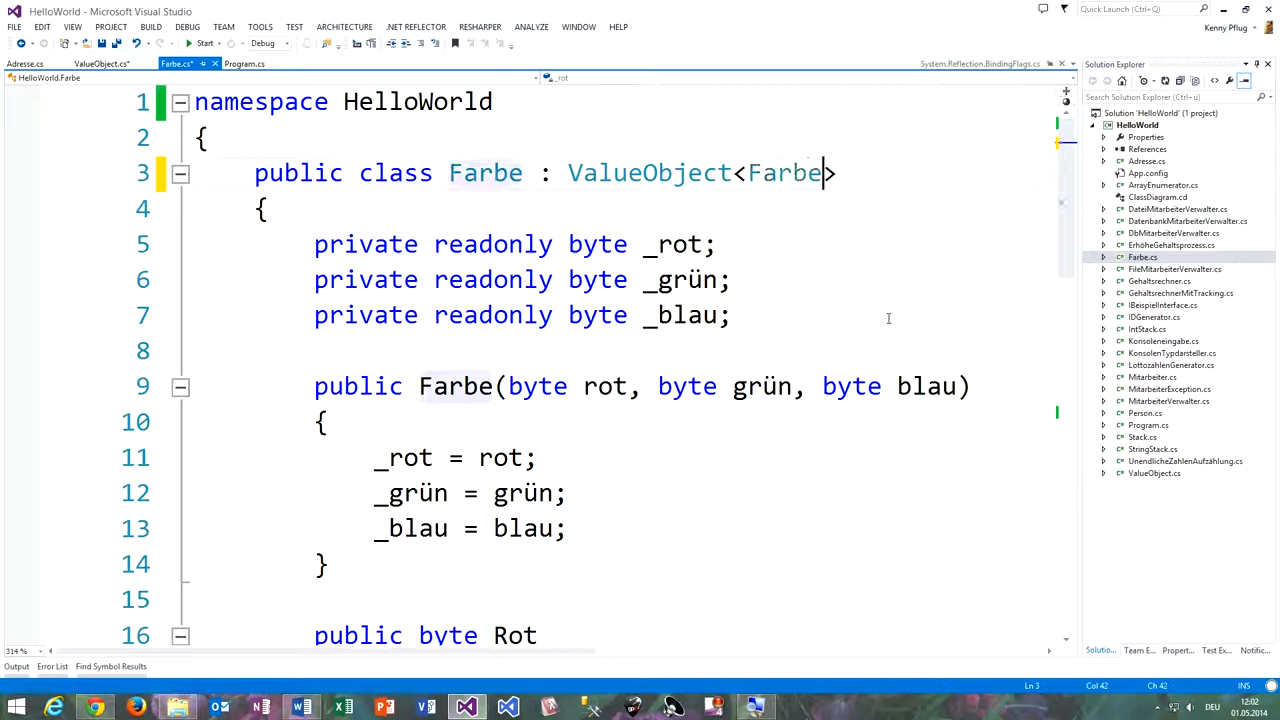 HelloWorld - Microsoft Visual Studio
Quick Launch (Ctrl+Q)
FILE EDIT VIEW PROJECT BUILD DEBUG TEAM TOOLS TEST ARCHITECTURE .NET REFLECTOR RESHARPER ANALYZE WINDOW HELP
Kenny Pflug
Start Debug
Adresse.cs ValueObject.cs* Farbe.cs* Program.cs System.Reflection.BindingFlags.cs
HelloWorld.Farbe _rot
1 namespace HelloWorld
2 {
3 public class Farbe : ValueObject<Farbe>
4 {
5 private readonly byte _rot;
6 private readonly byte _grün;
7 private readonly byte _blau;
8
9 public Farbe(byte rot, byte grün, byte blau)
10 {
11 _rot = rot;
12 _grün = grün;
13 _blau = blau;
14 }
15
16 public byte Rot
314 %
Solution Explorer
Search Solution Explorer (Ctrl+ü)
Solution 'HelloWorld' (1 project)
HelloWorld
Properties
References
Adresse.cs
App.config
ArrayEnumerator.cs
ClassDiagram.cd
DateiMitarbeiterVerwalter.cs
DatenbankMitarbeiterVerwalter.cs
DbMitarbeiterVerwalter.cs
ErhöheGehaltsprozess.cs
Farbe.cs
FileMitarbeiterVerwalter.cs
Gehaltsrechner.cs
GehaltsrechnerMitTracking.cs
IBeispielInterface.cs
IDGenerator.cs
IntStack.cs
Konsoleneingabe.cs
KonsolenTypdarsteller.cs
LottozahlenGenerator.cs
Mitarbeiter.cs
MitarbeiterException.cs
MitarbeiterVerwalter.cs
Person.cs
Program.cs
Stack.cs
StringStack.cs
UnendlicheZahlenAufzählung.cs
ValueObject.cs
Solutio... Team E... Propert... Test Ex... Notific...
Output Error List Find Symbol Results
Ln 3 Col 42 Ch 42 INS
DEU
12:02
01.05.2014